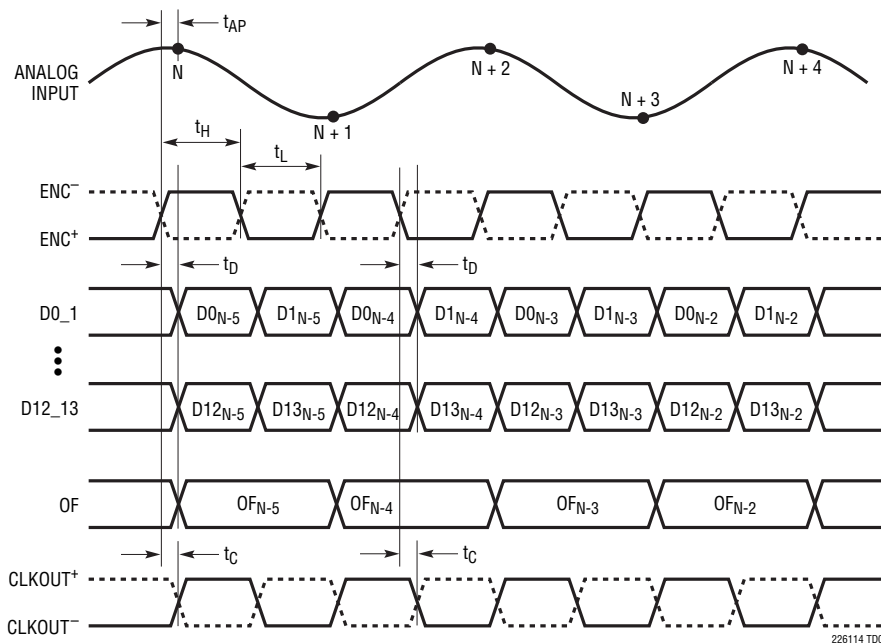 tAP
ANALOG
INPUT
N
N + 1
N + 2
N + 3
N + 4
tH
tL
ENC–
ENC+
tD
tD
D0_1
D0N-5
D1N-5
D0N-4
D1N-4
D0N-3
D1N-3
D0N-2
D1N-2
D12_13
D12N-5
D13N-5
D12N-4
D13N-4
D12N-3
D13N-3
D12N-2
D13N-2
OF
OFN-5
OFN-4
OFN-3
OFN-2
tC
tC
CLKOUT+
CLKOUT–